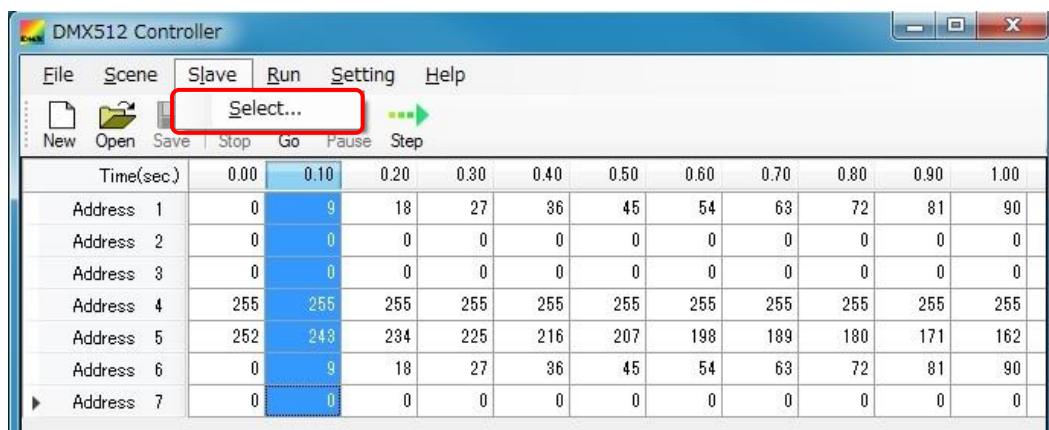 DMX512 Controller
File Scene Slave Run Setting Help
Select...
New Open Save Stop Go Pause Step
Time(sec.) 0.00 0.10 0.20 0.30 0.40 0.50 0.60 0.70 0.80 0.90 1.00
Address 1 0 9 18 27 36 45 54 63 72 81 90
Address 2 0 0 0 0 0 0 0 0 0 0 0
Address 3 0 0 0 0 0 0 0 0 0 0 0
Address 4 255 255 255 255 255 255 255 255 255 255 255
Address 5 252 243 234 225 216 207 198 189 180 171 162
Address 6 0 9 18 27 36 45 54 63 72 81 90
Address 7 0 0 0 0 0 0 0 0 0 0 0